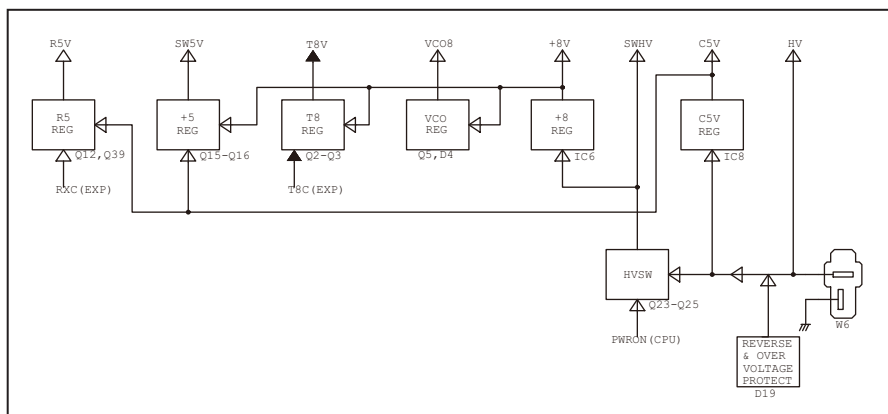 R5V
SW5V
T8V
VCO8
+8V
SWHV
C5V
HV
R5
REG
+5
REG
T8
REG
VCO
REG
+8
REG
C5V
REG
Q12,Q39
Q15-Q16
Q2-Q3
Q5,D4
IC6
IC8
RXC(EXP)
T8C(EXP)
HVSW
Q23-Q25
W6
PWRON(CPU)
REVERSE
& OVER
VOLTAGE
PROTECT
D19